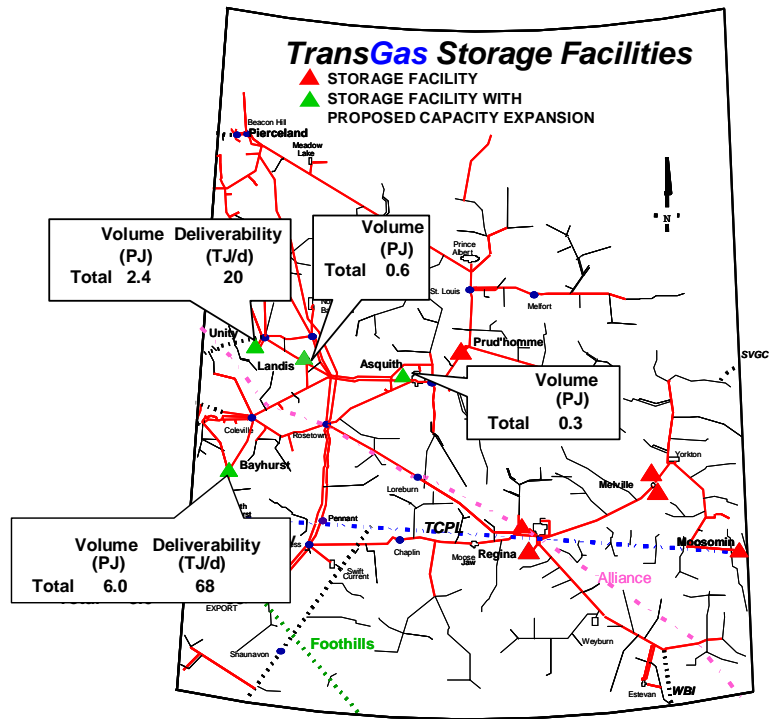 TransGas Storage Facilities
STORAGE FACILITY
STORAGE FACILITY WITH
PROPOSED CAPACITY EXPANSION
Beacon Hill
Pierceland
Meadow
Lake
N
Volume Deliverability
(PJ) (TJ/d)
Total 2.4 20
Volume
(PJ)
Total 0.6
Prince
Albert
St. Louis
Melfort
Unity
Landis
Asquith
Prud'homme
SVGC
Volume
(PJ)
Total 0.3
Coleville
Rosetown
Bayhurst
Yorkton
Melville
Loreburn
Pennant
TCPL
Moosomin
Regina
Chaplin
Moose
Jaw
Swift
Current
Volume Deliverability
(PJ) (TJ/d)
Total 6.0 68
Alliance
EXPORT
Foothills
Shaunavon
Weyburn
Estevan
WBI